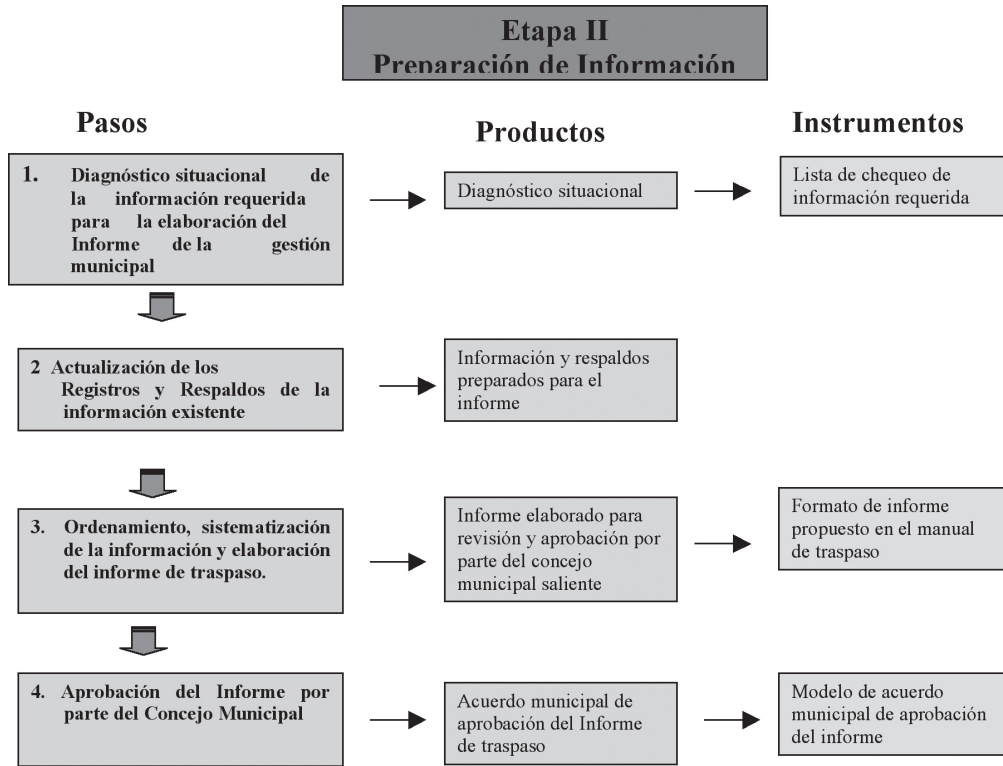 Etapa II
Preparación de Información
Pasos
Productos
Instrumentos
1. Diagnóstico situacional de
la información requerida
para la elaboración del
Informe de la gestión
municipal
Diagnóstico situacional
Lista de chequeo de
información requerida
2 Actualización de los
Registros y Respaldos de la
información existente
Información y respaldos
preparados para el
informe
3. Ordenamiento, sistematización
de la información y elaboración
del informe de traspaso.
Informe elaborado para
revisión y aprobación por
parte del concejo
municipal saliente
Formato de informe
propuesto en el manual
de traspaso
4. Aprobación del Informe por
parte del Concejo Municipal
Acuerdo municipal de
aprobación del Informe
de traspaso
Modelo de acuerdo
municipal de aprobación
del informe